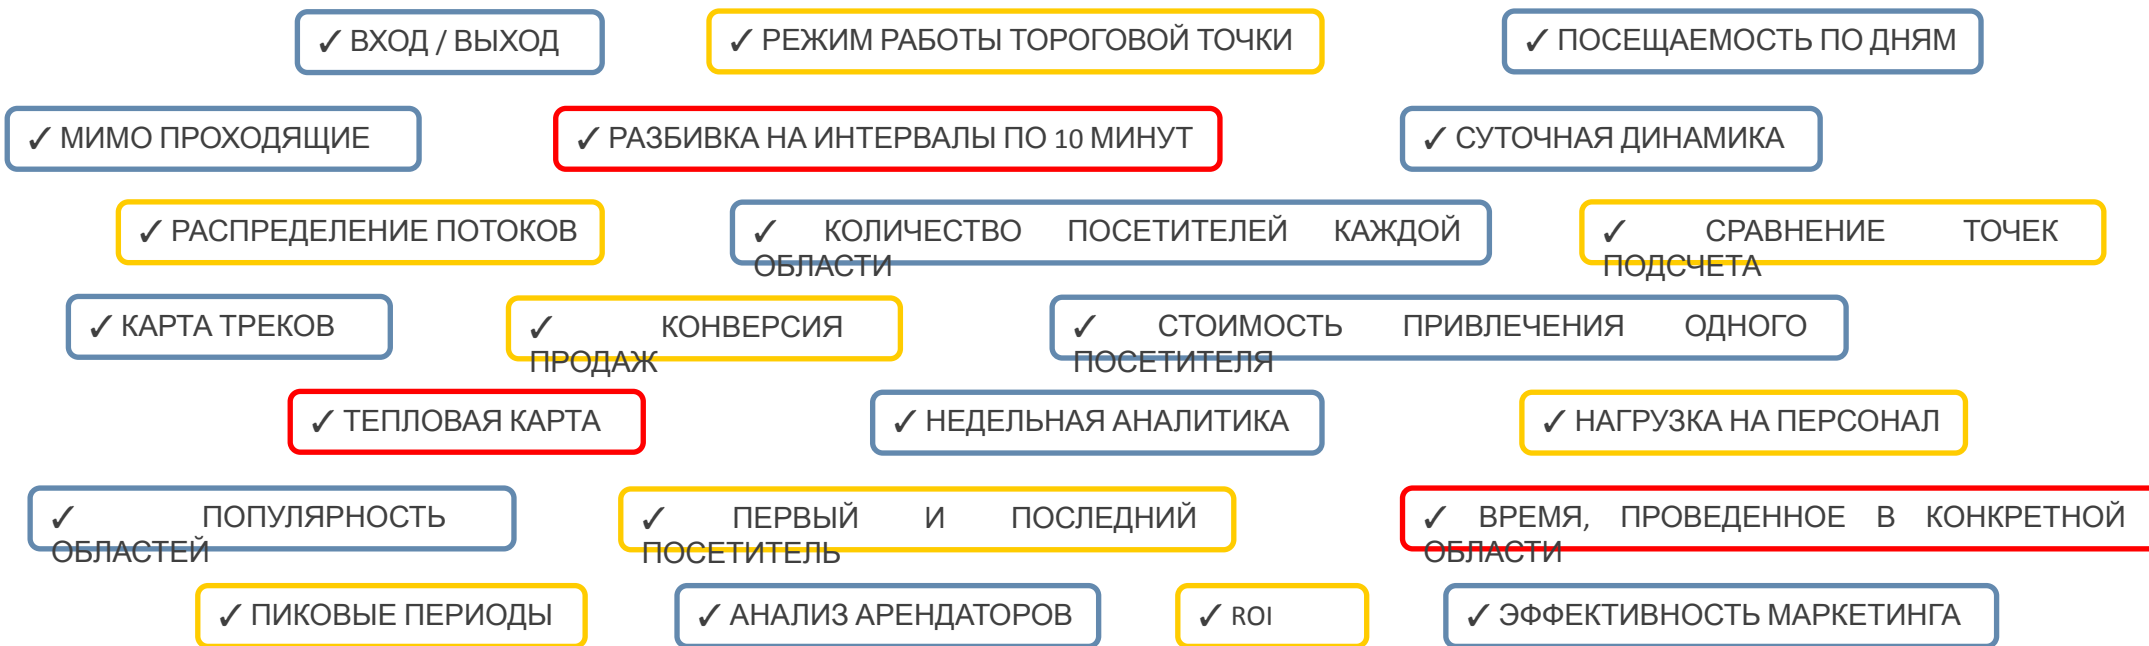 ✓ ВХОД / ВЫХОД
✓ РЕЖИМ РАБОТЫ ТОРОГОВОЙ ТОЧКИ
✓ ПОСЕЩАЕМОСТЬ ПО ДНЯМ
✓ МИМО ПРОХОДЯЩИЕ
✓ РАЗБИВКА НА ИНТЕРВАЛЫ ПО 10 МИНУТ
✓ СУТОЧНАЯ ДИНАМИКА
✓ РАСПРЕДЕЛЕНИЕ ПОТОКОВ
✓ КОЛИЧЕСТВО ПОСЕТИТЕЛЕЙ КАЖДОЙ
ОБЛАСТИ
✓ СРАВНЕНИЕ ТОЧЕК
ПОДСЧЕТА
✓ КАРТА ТРЕКОВ
✓ КОНВЕРСИЯ
ПРОДАЖ
✓ СТОИМОСТЬ ПРИВЛЕЧЕНИЯ ОДНОГО
ПОСЕТИТЕЛЯ
✓ ТЕПЛОВАЯ КАРТА
✓ НЕДЕЛЬНАЯ АНАЛИТИКА
✓ НАГРУЗКА НА ПЕРСОНАЛ
✓ ПОПУЛЯРНОСТЬ
ОБЛАСТЕЙ
✓ ПЕРВЫЙ И ПОСЛЕДНИЙ
ПОСЕТИТЕЛЬ
✓ ВРЕМЯ, ПРОВЕДЕННОЕ В КОНКРЕТНОЙ
ОБЛАСТИ
✓ ПИКОВЫЕ ПЕРИОДЫ
✓ АНАЛИЗ АРЕНДАТОРОВ
✓ ROI
✓ ЭФФЕКТИВНОСТЬ МАРКЕТИНГА